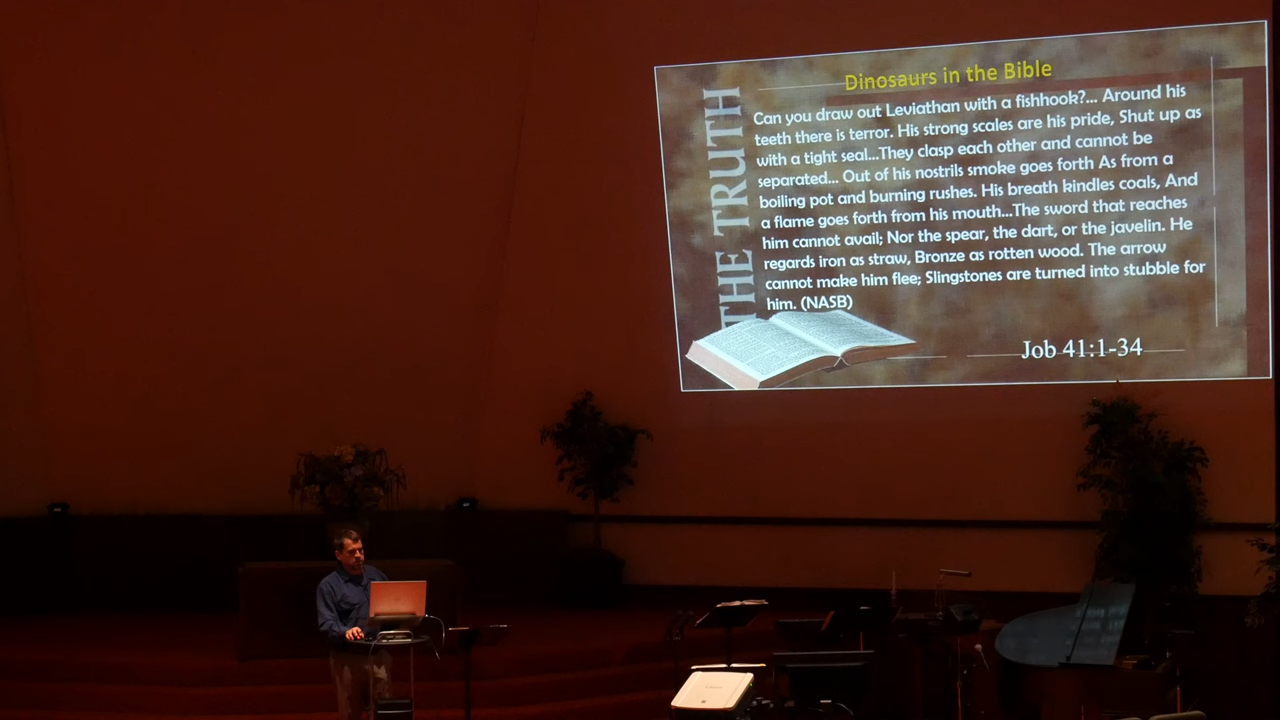 Dinosaurs in the Bible
THE TRUTH
Can you draw out Leviathan with a fishhook?... Around his
teeth there is terror. His strong scales are his pride, Shut up as
with a tight seal...They clasp each other and cannot be
separated... Out of his nostrils smoke goes forth As from a
boiling pot and burning rushes. His breath kindles coals, And
a flame goes forth from his mouth...The sword that reaches
him cannot avail; Nor the spear, the dart, or the javelin. He
regards iron as straw, Bronze as rotten wood. The arrow
cannot make him flee; Slingstones are turned into stubble for
him. (NASB)
Job 41:1-34